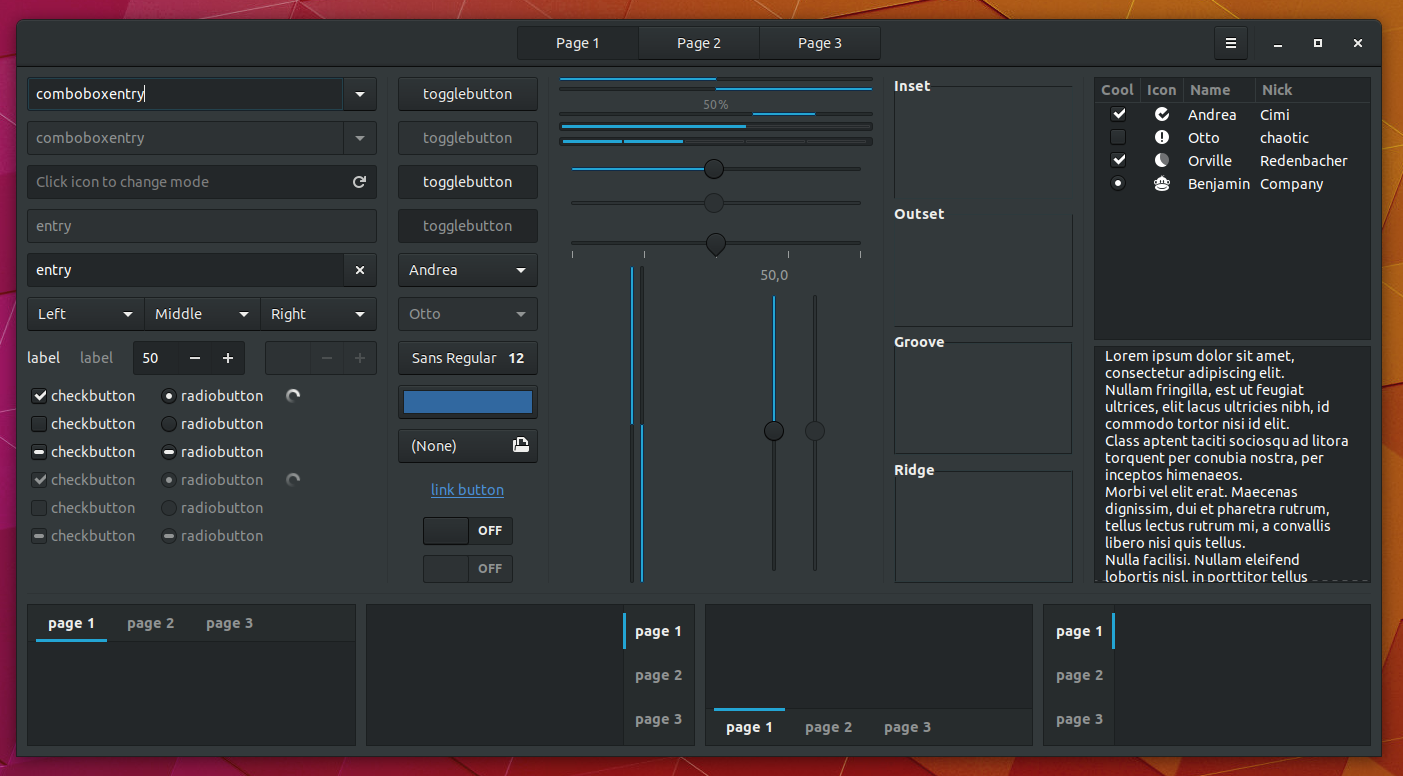 Page 1 Page 2 Page 3
comboboxentry
comboboxentry
Click icon to change mode
entry
entry
Left Middle Right
label label 50
checkbutton radiobutton
checkbutton radiobutton
checkbutton radiobutton
checkbutton radiobutton
checkbutton radiobutton
checkbutton radiobutton
togglebutton
togglebutton
togglebutton
togglebutton
Andrea
Otto
Sans Regular 12
(None)
link button
OFF
OFF
50%
50,0
Inset
Outset
Groove
Ridge
Cool Icon Name Nick
Andrea Cimi
Otto chaotic
Orville Redenbacher
Benjamin Company
Lorem ipsum dolor sit amet,
consectetur adipiscing elit.
Nullam fringilla, est ut feugiat
ultrices, elit lacus ultricies nibh, id
commodo tortor nisi id elit.
Class aptent taciti sociosqu ad litora
torquent per conubia nostra, per
inceptos himenaeos.
Morbi vel elit erat. Maecenas
dignissim, dui et pharetra rutrum,
tellus lectus rutrum mi, a convallis
libero nisi quis tellus.
Nulla facilisi. Nullam eleifend
lobortis nisl, in porttitor tellus
page 1 page 2 page 3
page 1
page 2
page 3
page 1 page 2 page 3
page 1
page 2
page 3